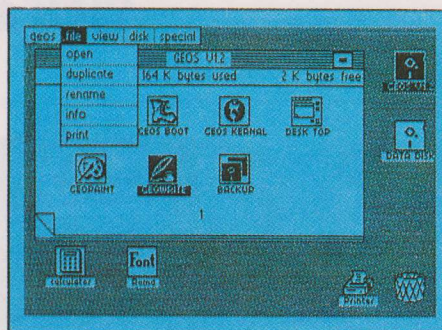 geos file view disk special
open
duplicate
rename
info
print
GEOS V1.2
164 K bytes used 2 K bytes free
GEOS BOOT GEOS KERNAL DESK TOP
GEOPAINT GEOWRITE BACKUP
1
GEOS V1.2
DATA DISK
calculator
Font
Roma
Printer